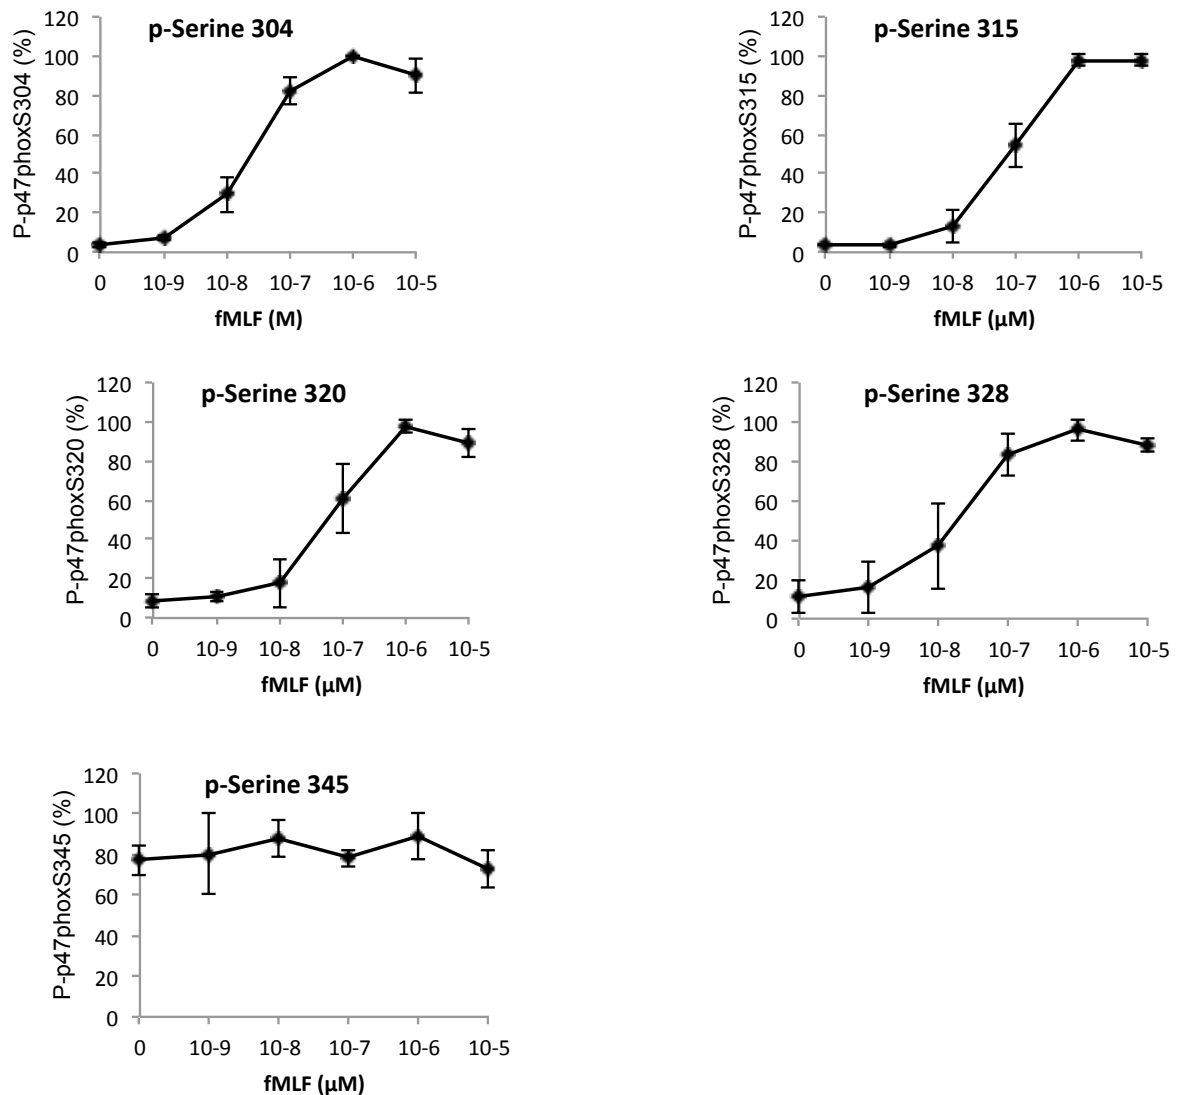 p-Serine 304
P-p47phoxS304 (%)
120
100
80
60
40
20
0
0 10-9 10-8 10-7 10-6 10-5
fMLF (M)
p-Serine 315
P-p47phoxS315 (%)
120
100
80
60
40
20
0
0 10-9 10-8 10-7 10-6 10-5
fMLF (µM)
p-Serine 320
P-p47phoxS320 (%)
120
100
80
60
40
20
0
0 10-9 10-8 10-7 10-6 10-5
fMLF (µM)
p-Serine 328
P-p47phoxS328 (%)
120
100
80
60
40
20
0
0 10-9 10-8 10-7 10-6 10-5
fMLF (µM)
p-Serine 345
P-p47phoxS345 (%)
120
100
80
60
40
20
0
0 10-9 10-8 10-7 10-6 10-5
fMLF (µM)